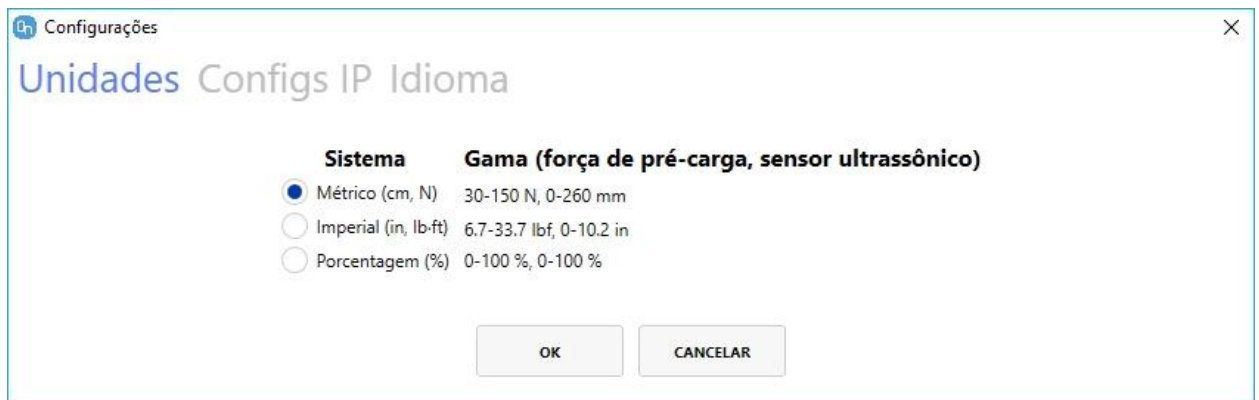 Configurações
Unidades Configs IP Idioma
Sistema Gama (força de pré-carga, sensor ultrassônico)
Métrico (cm, N) 30-150 N, 0-260 mm
Imperial (in, lb·ft) 6.7-33.7 lbf, 0-10.2 in
Porcentagem (%) 0-100 %, 0-100 %
OK CANCELAR